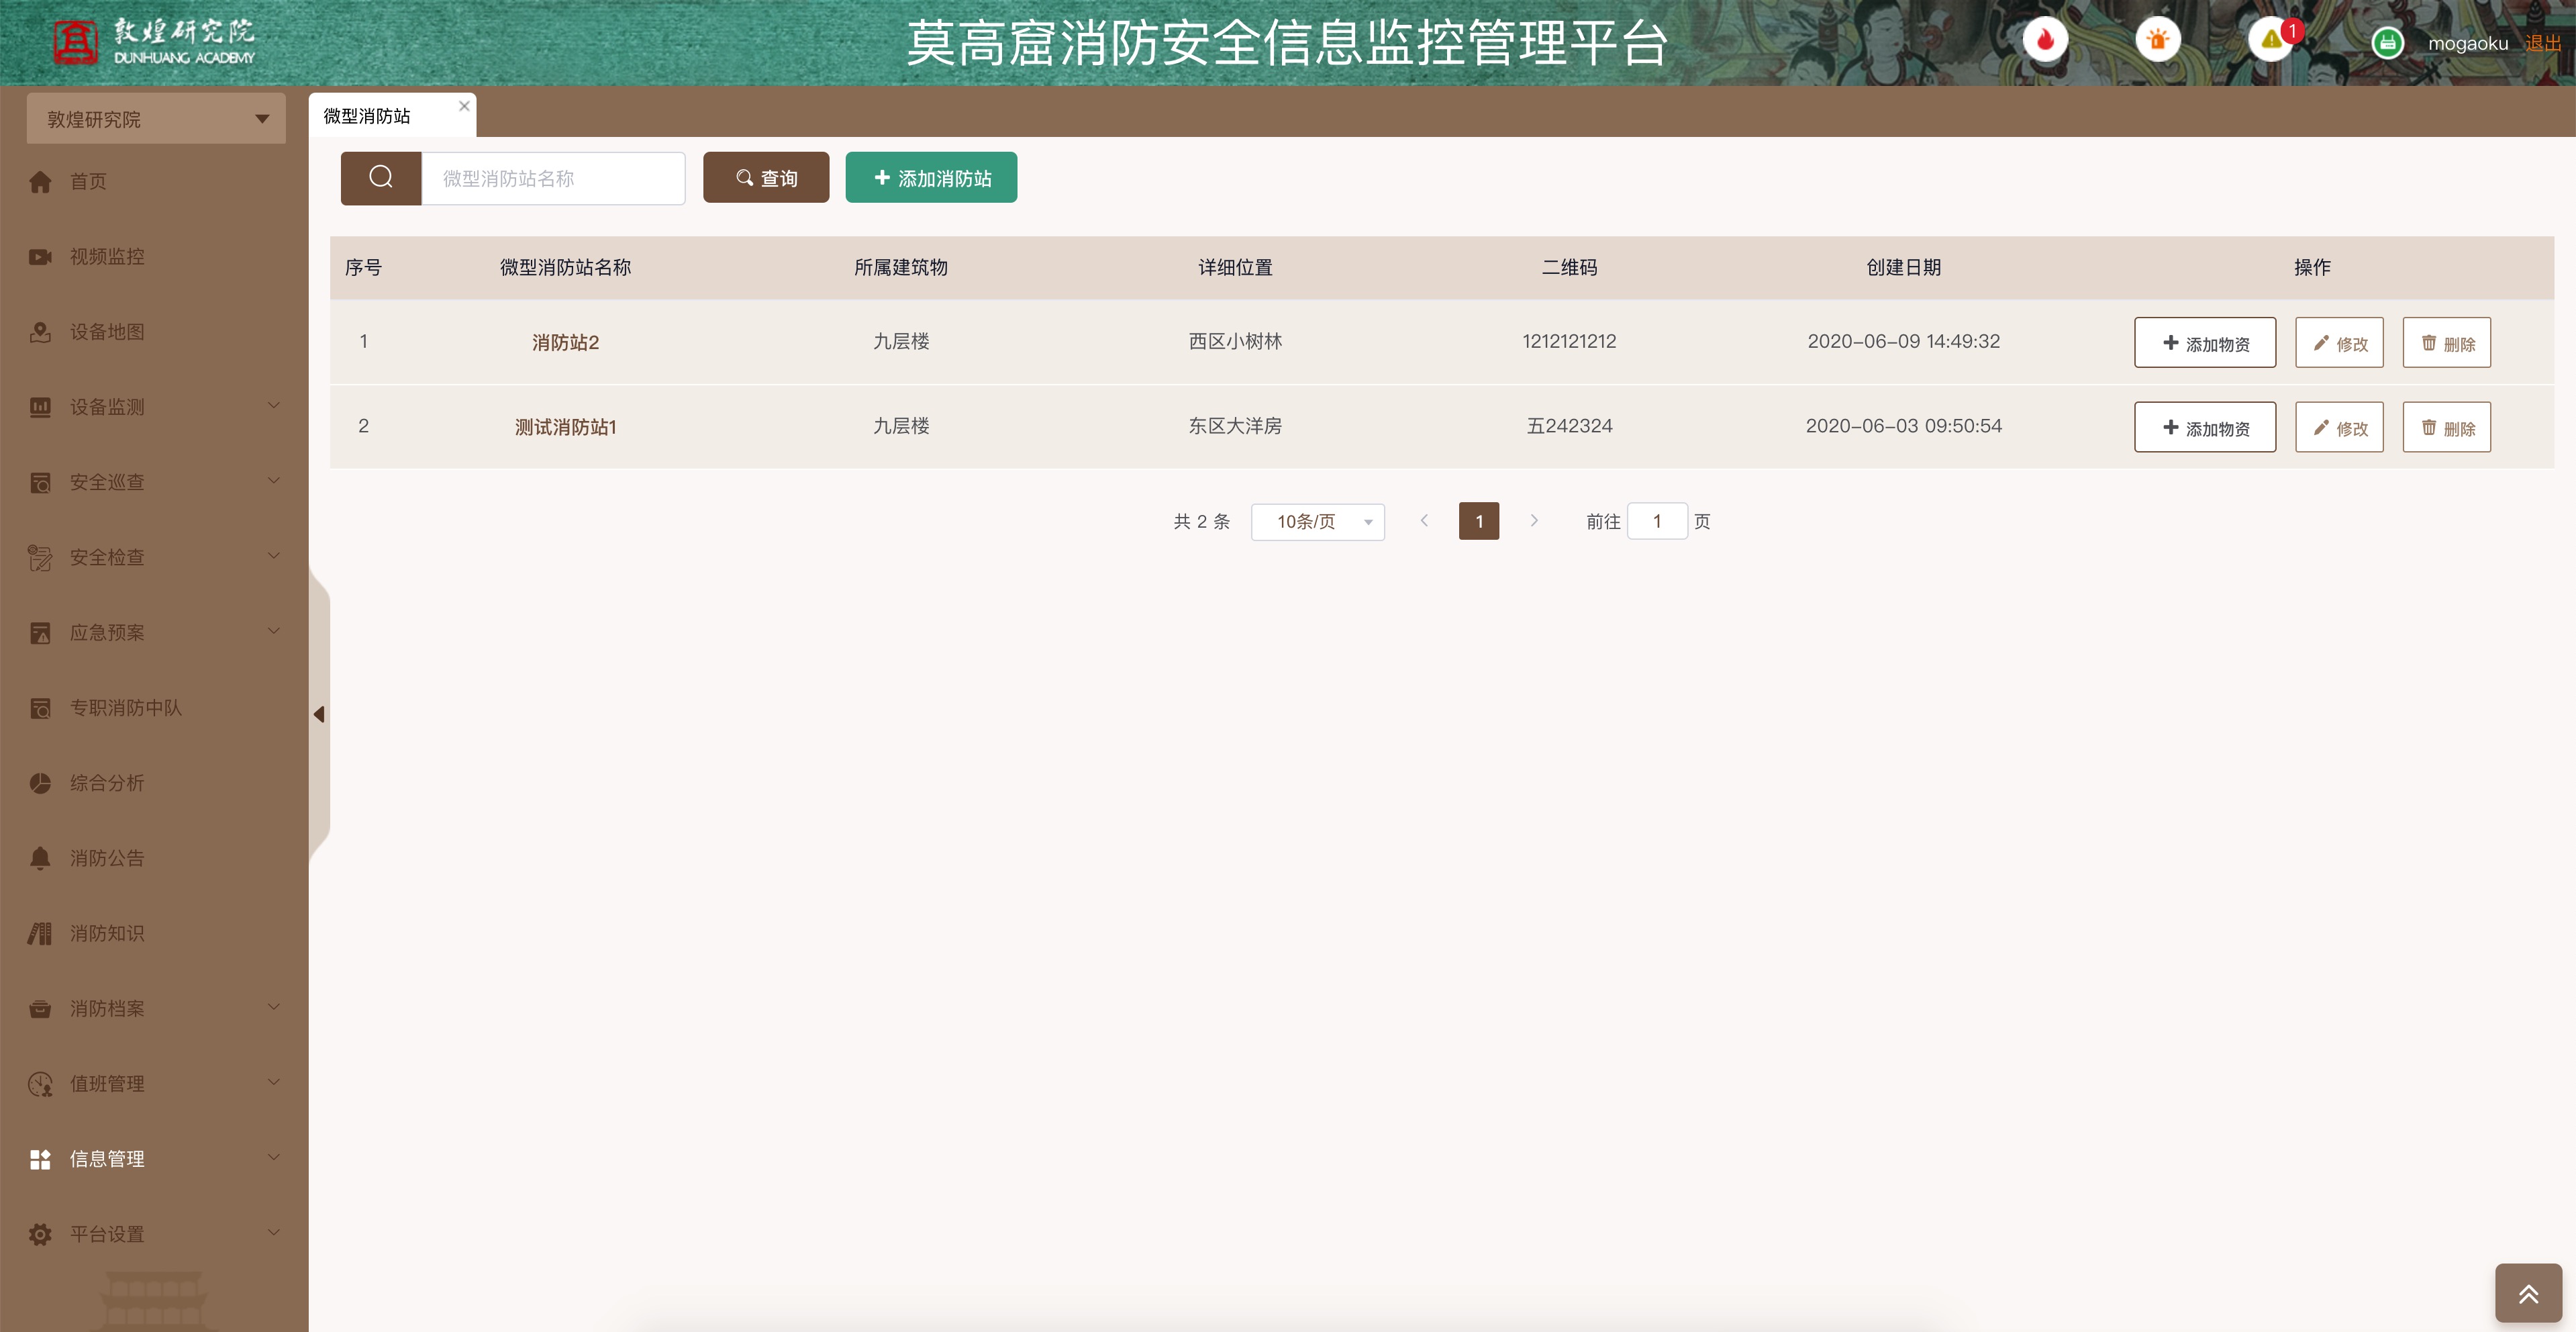 敦煌研究院
DUNHUANG ACADEMY
莫高窟消防安全信息监控管理平台
1
mogaoku 退出
敦煌研究院
首页
视频监控
设备地图
设备监测
安全巡查
安全检查
应急预案
专职消防中队
综合分析
消防公告
消防知识
消防档案
值班管理
信息管理
平台设置
微型消防站
微型消防站名称 查询 添加消防站
序号 微型消防站名称 所属建筑物 详细位置 二维码 创建日期 操作
1 消防站2 九层楼 西区小树林 1212121212 2020-06-09 14:49:32 添加物资 修改 删除
2 测试消防站1 九层楼 东区大洋房 五242324 2020-06-03 09:50:54 添加物资 修改 删除
共 2 条 10条/页 1 前往 1 页